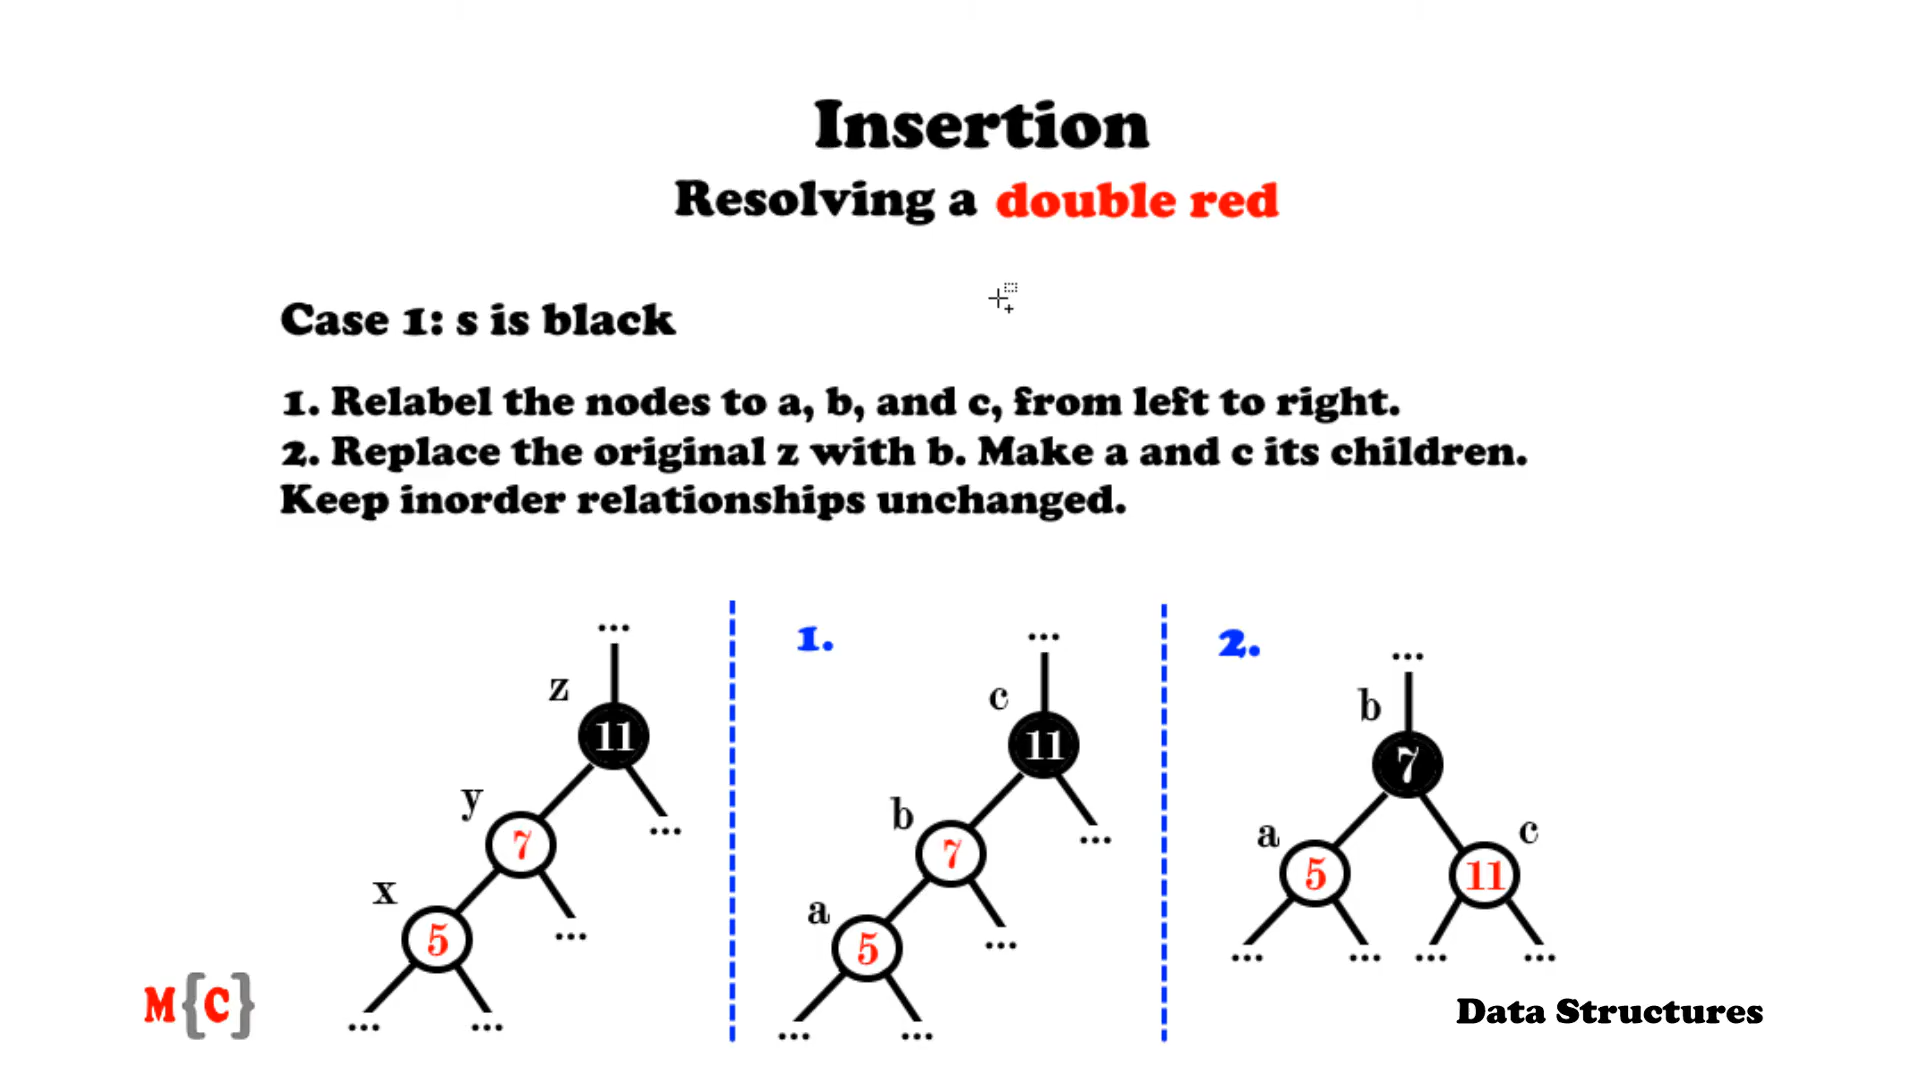 Insertion
Resolving a double red
Case 1: s is black
1. Relabel the nodes to a, b, and c, from left to right.
2. Replace the original z with b. Make a and c its children.
Keep inorder relationships unchanged.
...
z
11
y
7
...
x
5
...
...
1.
...
c
11
b
7
...
a
5
...
...
...
2.
...
b
7
a
5
c
11
...
...
...
...
M{C}
Data Structures